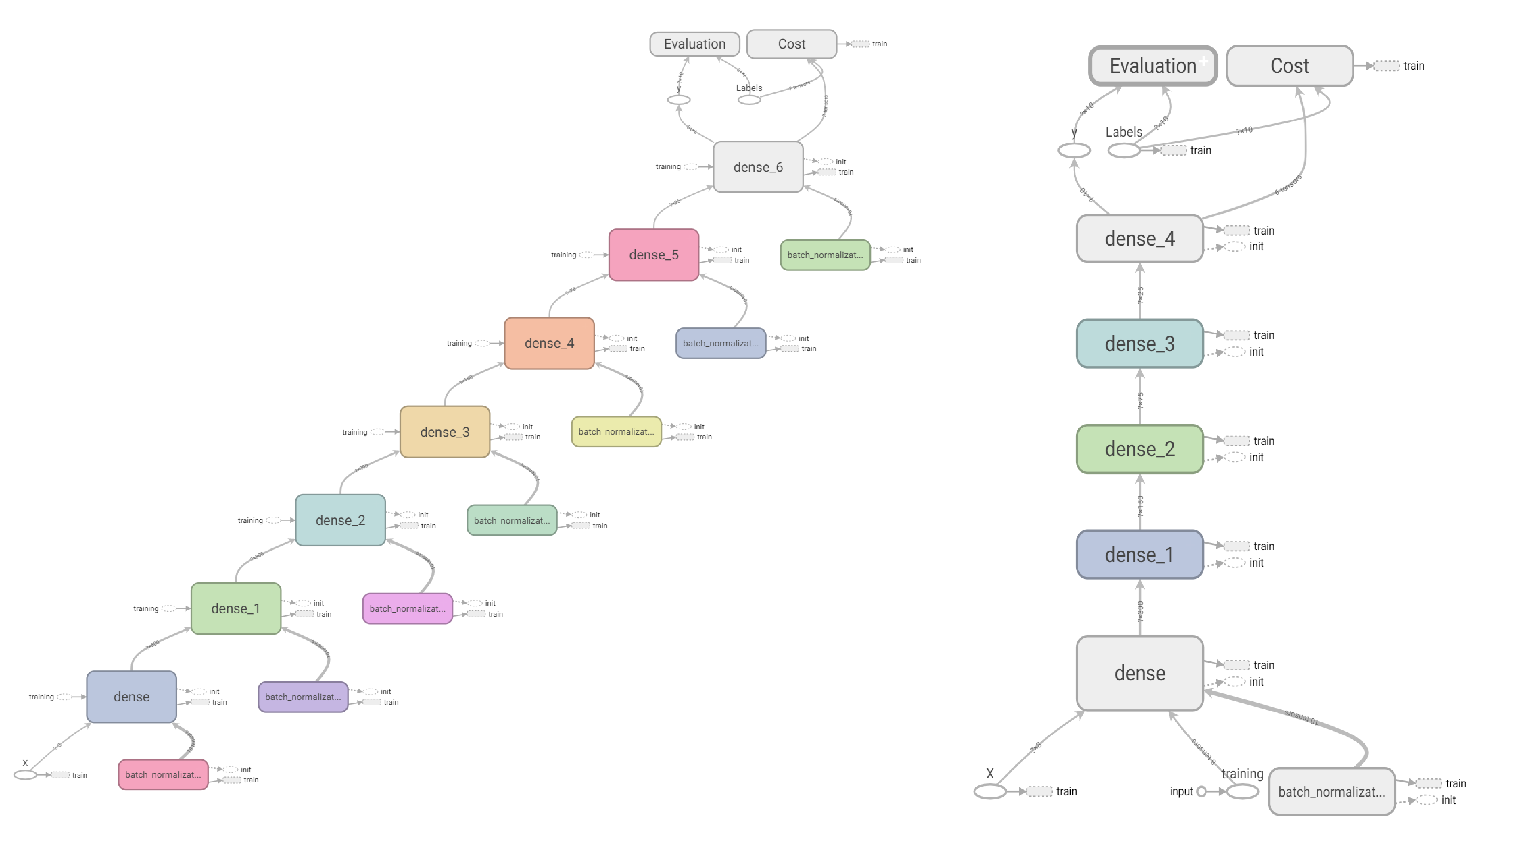 Evaluation
Cost
train
y
Labels
dense_6
training
init
train
dense_5
training
init
train
batch_normalizat...
init
train
dense_4
training
init
train
batch_normalizat...
init
train
dense_3
training
init
train
batch_normalizat...
init
train
dense_2
training
init
train
batch_normalizat...
init
train
dense_1
training
init
train
batch_normalizat...
init
train
dense
training
init
train
batch_normalizat...
init
train
X
train
batch_normalizat...
init
train
Evaluation
Cost
train
y
Labels
train
?×10
dense_4
train
init
dense_3
train
init
dense_2
train
init
dense_1
train
init
dense
train
init
X
train
input
training
batch_normalizat...
train
init